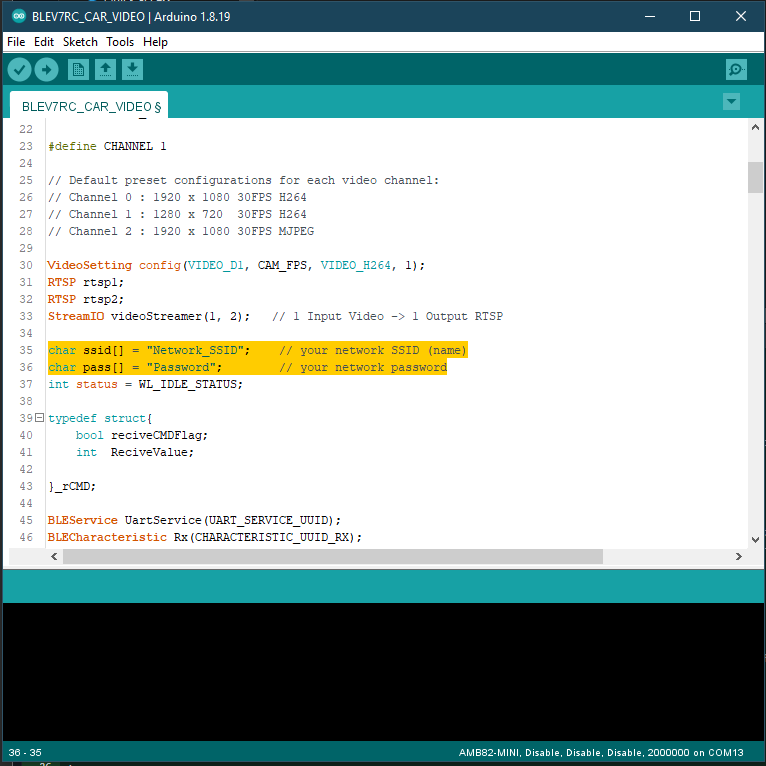 BLEV7RC_CAR_VIDEO | Arduino 1.8.19
File Edit Sketch Tools Help
BLEV7RC_CAR_VIDEO §
22
23 #define CHANNEL 1
24
25 // Default preset configurations for each video channel:
26 // Channel 0 : 1920 x 1080 30FPS H264
27 // Channel 1 : 1280 x 720  30FPS H264
28 // Channel 2 : 1920 x 1080 30FPS MJPEG
29
30 VideoSetting config(VIDEO_D1, CAM_FPS, VIDEO_H264, 1);
31 RTSP rtsp1;
32 RTSP rtsp2;
33 StreamIO videoStreamer(1, 2);   // 1 Input Video -> 1 Output RTSP
34
35 char ssid[] = "Network_SSID";    // your network SSID (name)
36 char pass[] = "Password";        // your network password
37 int status = WL_IDLE_STATUS;
38
39 typedef struct{
40     bool reciveCMDFlag;
41     int  ReciveValue;
42
43 }_rCMD;
44
45 BLEService UartService(UART_SERVICE_UUID);
46 BLECharacteristic Rx(CHARACTERISTIC_UUID_RX);
36 - 35
AMB82-MINI, Disable, Disable, Disable, 2000000 on COM13